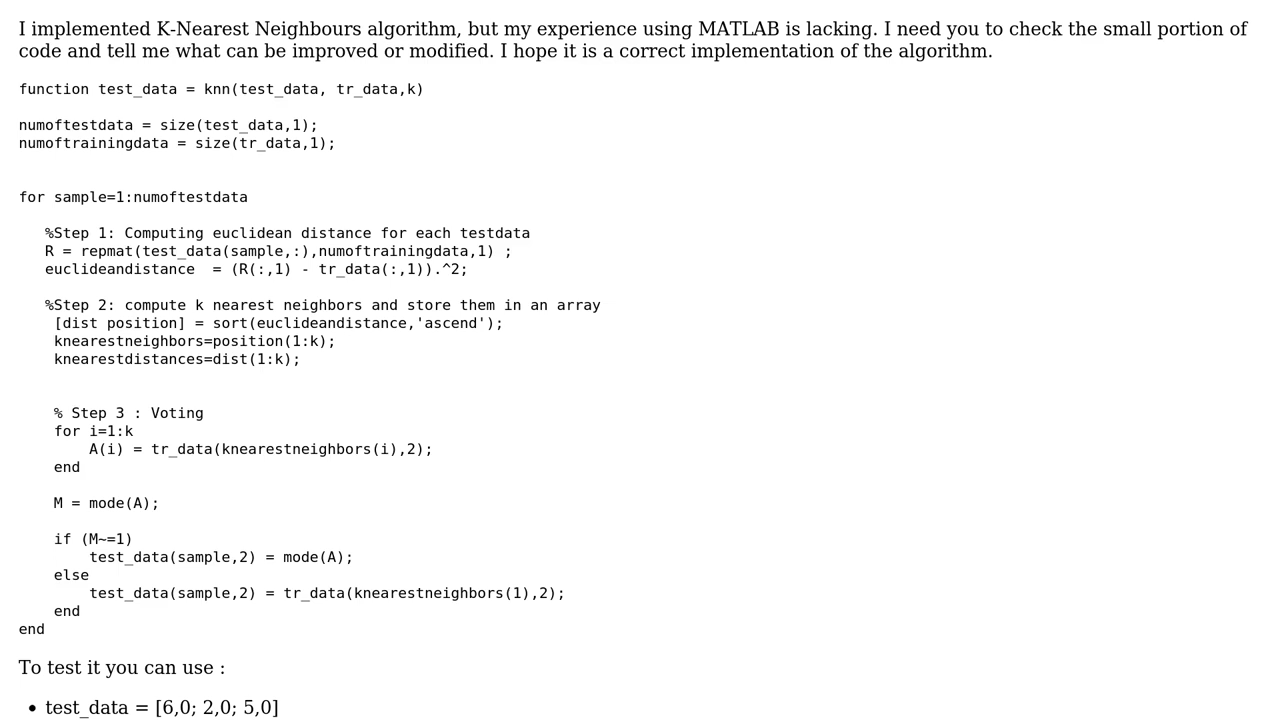 I implemented K-Nearest Neighbours algorithm, but my experience using MATLAB is lacking. I need you to check the small portion of
code and tell me what can be improved or modified. I hope it is a correct implementation of the algorithm.
function test_data = knn(test_data, tr_data,k)
numoftestdata = size(test_data,1);
numoftrainingdata = size(tr_data,1);
for sample=1:numoftestdata
%Step 1: Computing euclidean distance for each testdata
R = repmat(test_data(sample,:),numoftrainingdata,1) ;
euclideandistance  = (R(:,1) - tr_data(:,1)).^2;
%Step 2: compute k nearest neighbors and store them in an array
[dist position] = sort(euclideandistance,'ascend');
knearestneighbors=position(1:k);
knearestdistances=dist(1:k);
% Step 3 : Voting
for i=1:k
A(i) = tr_data(knearestneighbors(i),2);
end
M = mode(A);
if (M~=1)
test_data(sample,2) = mode(A);
else
test_data(sample,2) = tr_data(knearestneighbors(1),2);
end
end
To test it you can use :
• test_data = [6,0; 2,0; 5,0]